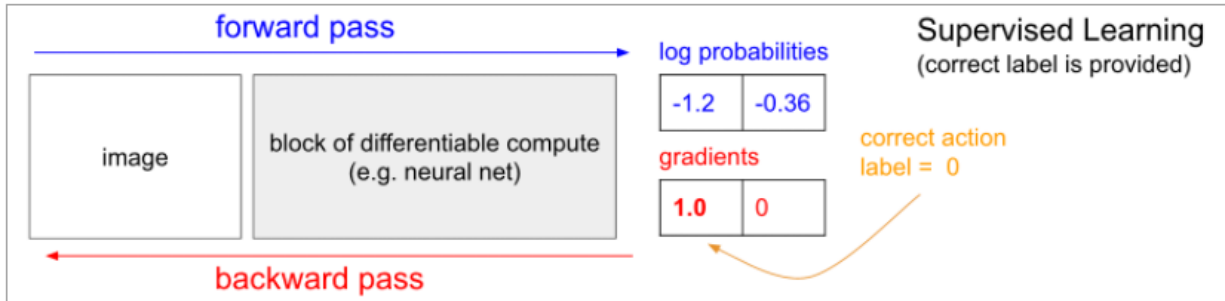 forward pass
Supervised Learning
(correct label is provided)
log probabilities
-1.2 -0.36
image
block of differentiable compute
(e.g. neural net)
correct action
label = 0
gradients
1.0 0
backward pass